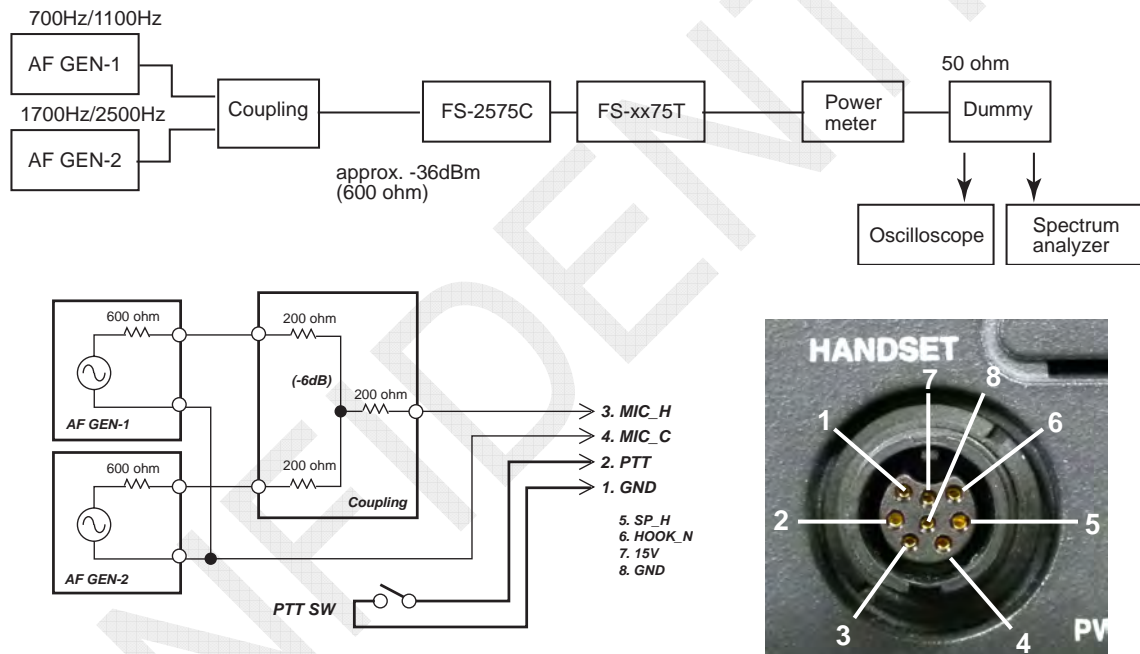 700Hz/1100Hz
AF GEN-1
1700Hz/2500Hz
AF GEN-2
Coupling
approx. -36dBm
(600 ohm)
FS-2575C
FS-xx75T
Power
meter
50 ohm
Dummy
Oscilloscope
Spectrum
analyzer
600 ohm
AF GEN-1
600 ohm
AF GEN-2
200 ohm
(-6dB)
200 ohm
200 ohm
Coupling
3. MIC_H
4. MIC_C
2. PTT
1. GND
5. SP_H
6. HOOK_N
7. 15V
8. GND
PTT SW
HANDSET
7
8
1
6
2
5
3
4
PW